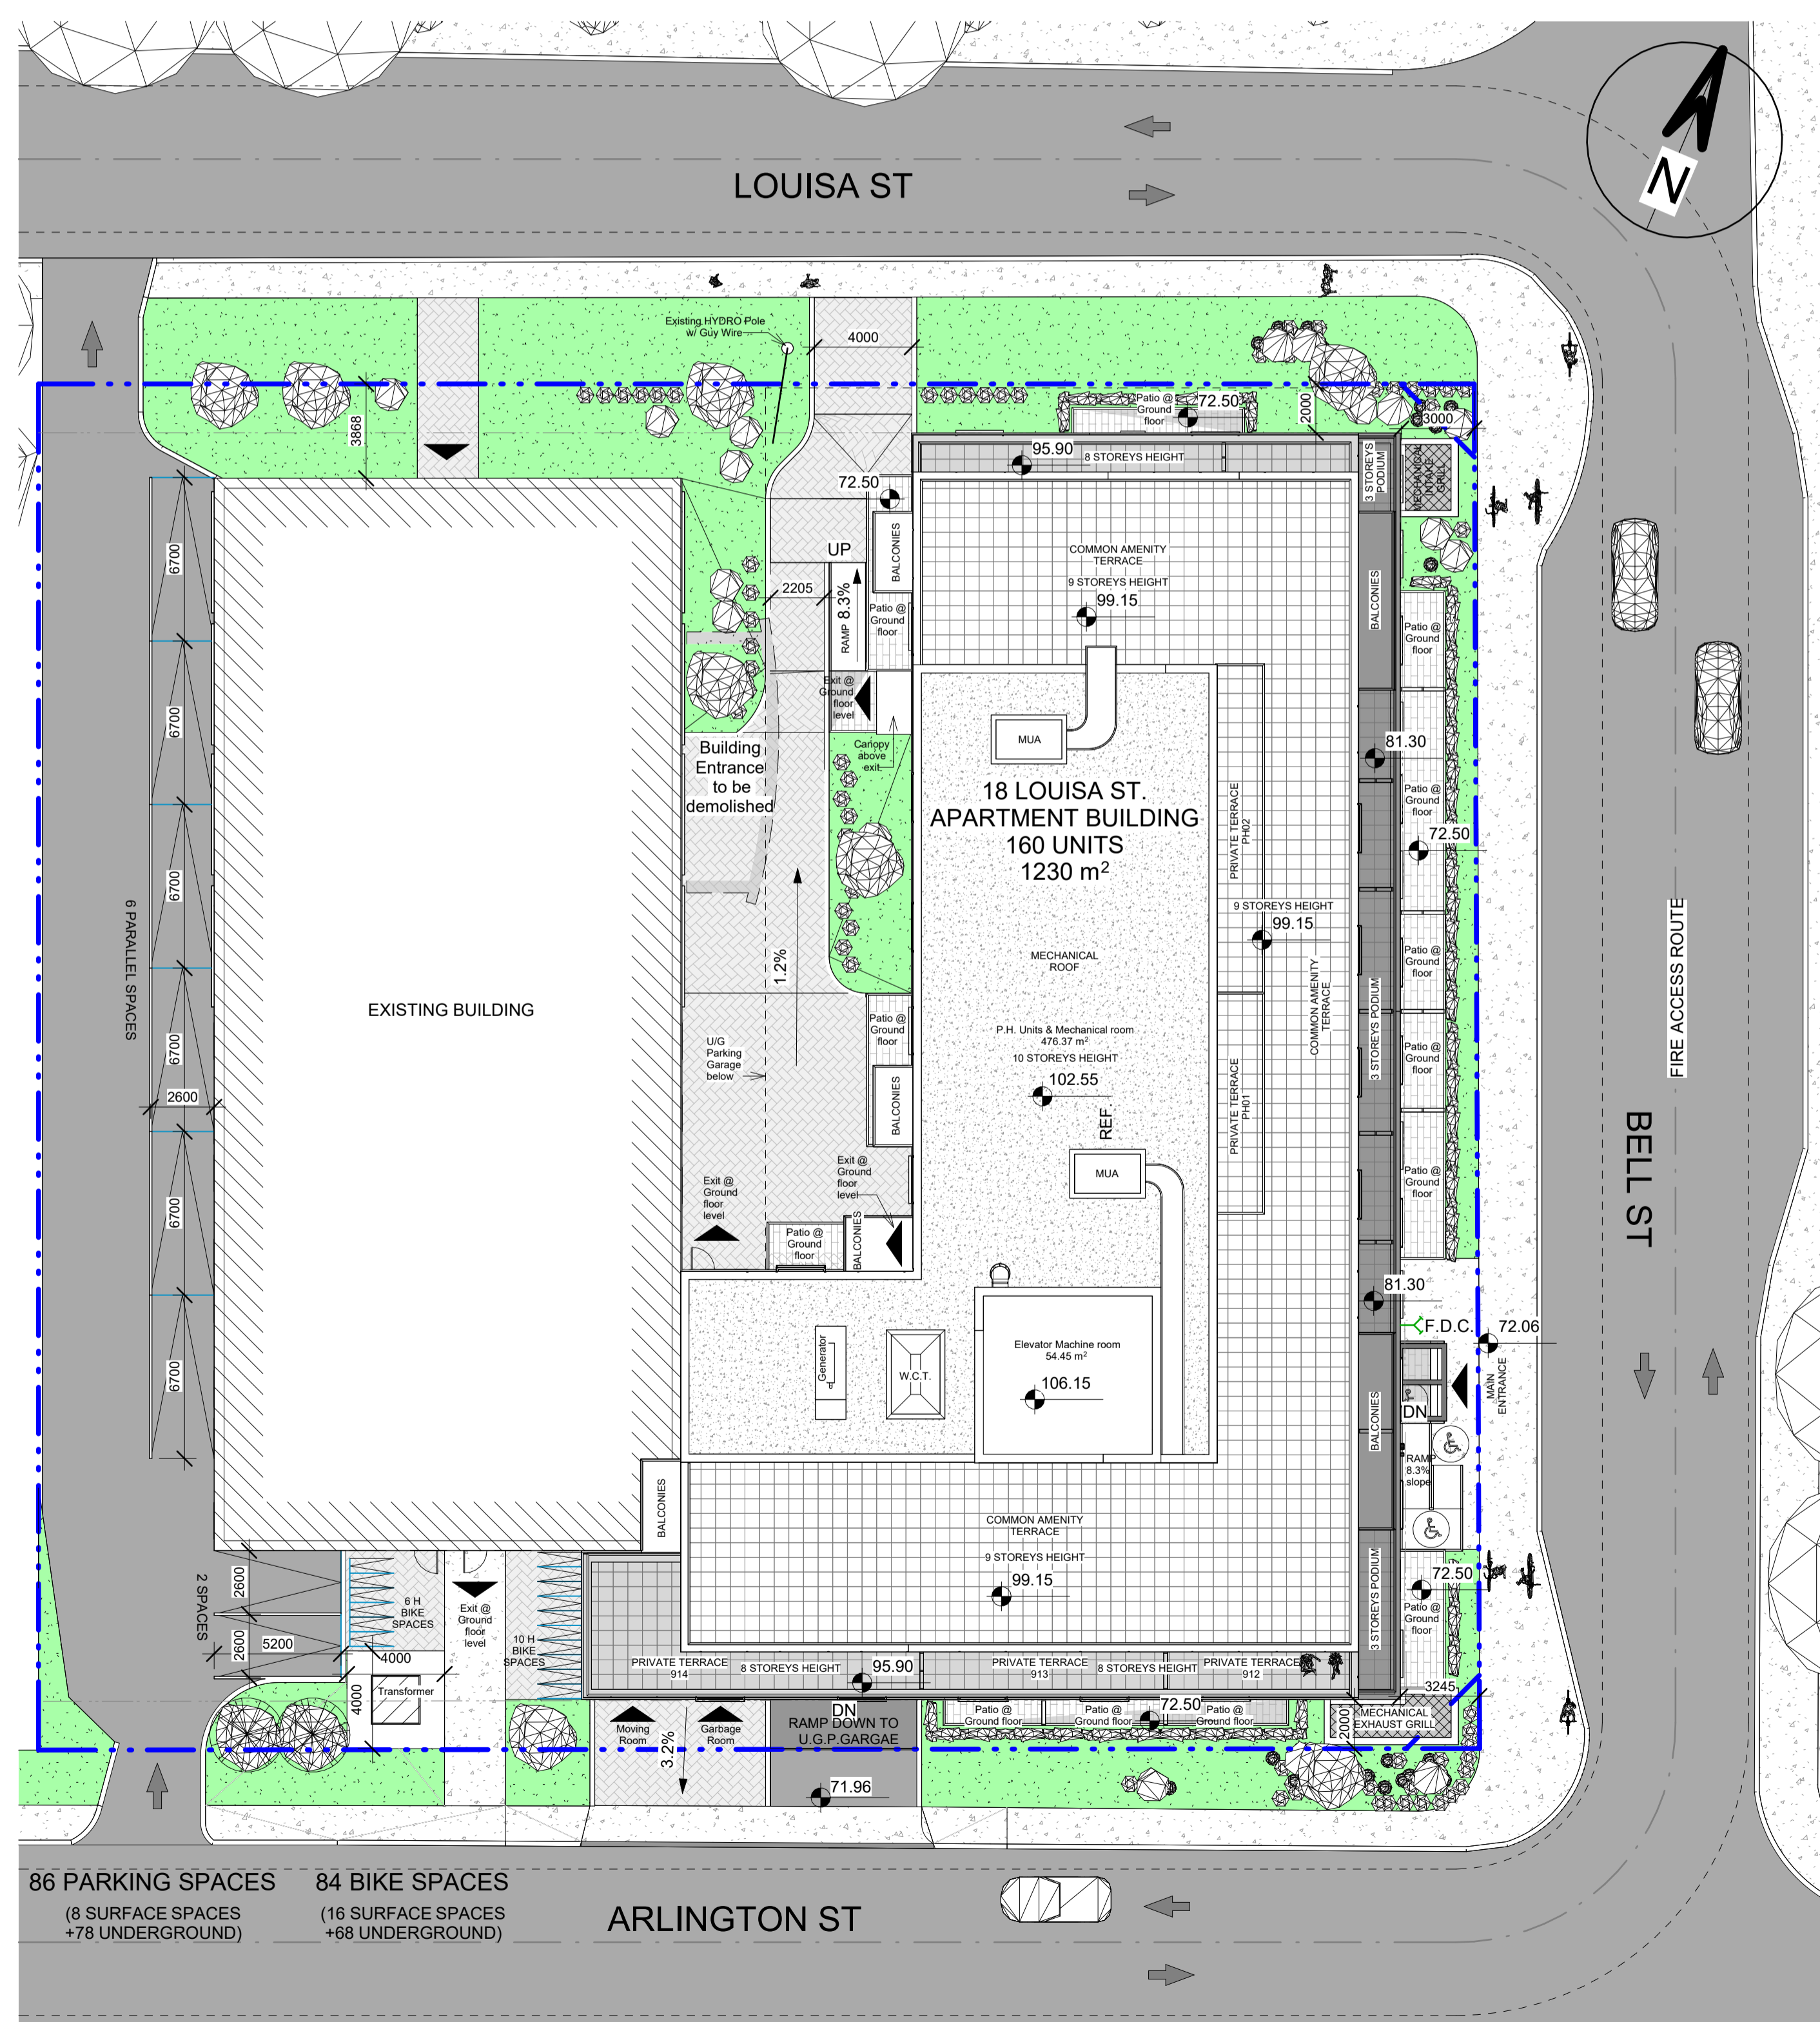 N
LOUISA ST
Existing HYDRO Pole
w/ Guy Wire
4000
3868
Patio @
Ground
floor
72.50
2000
3000
95.90
8 STOREYS HEIGHT
3 STOREYS
PODIUM
MECHANICAL
INTAKE
GRILL
72.50
BALCONIES
UP
2205
RAMP 8.3%
Patio @
Ground
floor
COMMON AMENITY
TERRACE
9 STOREYS HEIGHT
99.15
BALCONIES
Patio @
Ground
floor
6700
6700
6700
6700
6700
6700
6 PARALLEL SPACES
2600
Exit @
Ground
floor
level
Canopy
above
exit
Building
Entrance
to be
demolished
MUA
18 LOUISA ST.
APARTMENT BUILDING
160 UNITS
1230 m²
PRIVATE TERRACE
PH02
81.30
Patio @
Ground
floor
72.50
9 STOREYS HEIGHT
99.15
EXISTING BUILDING
1.2%
MECHANICAL
ROOF
COMMON AMENITY
TERRACE
3 STOREYS PODIUM
Patio @
Ground
floor
FIRE ACCESS ROUTE
U/G
Parking
Garage
below
Patio @
Ground
floor
BALCONIES
P.H. Units & Mechanical room
476.37 m²
10 STOREYS HEIGHT
102.55
REF.
PRIVATE TERRACE
PH01
Patio @
Ground
floor
BELL ST
MUA
Patio @
Ground
floor
Exit @
Ground
floor
level
Exit @
Ground
floor
level
Patio @
Ground
floor
BALCONIES
81.30
F.D.C.
72.06
MAIN
ENTRANCE
Generator
W.C.T.
Elevator Machine room
54.45 m²
106.15
DN
BALCONIES
RAMP
8.3%
slope
BALCONIES
COMMON AMENITY
TERRACE
9 STOREYS HEIGHT
99.15
3 STOREYS PODIUM
72.50
Patio @
Ground
floor
2 SPACES
2600
2600
5200
6 H
BIKE
SPACES
Exit @
Ground
floor
level
10 H
BIKE
SPACES
4000
4000
Transformer
PRIVATE TERRACE
914
8 STOREYS HEIGHT
95.90
PRIVATE TERRACE
913
8 STOREYS HEIGHT
PRIVATE TERRACE
912
3245
Moving
Room
3.2%
Garbage
Room
DN
RAMP DOWN TO
U.G.P.GARGAE
71.96
Patio @
Ground floor
Patio @
Ground floor
72.50
Patio @
Ground floor
2000
MECHANICAL
EXHAUST GRILL
86 PARKING SPACES
(8 SURFACE SPACES
+78 UNDERGROUND)
84 BIKE SPACES
(16 SURFACE SPACES
+68 UNDERGROUND)
ARLINGTON ST